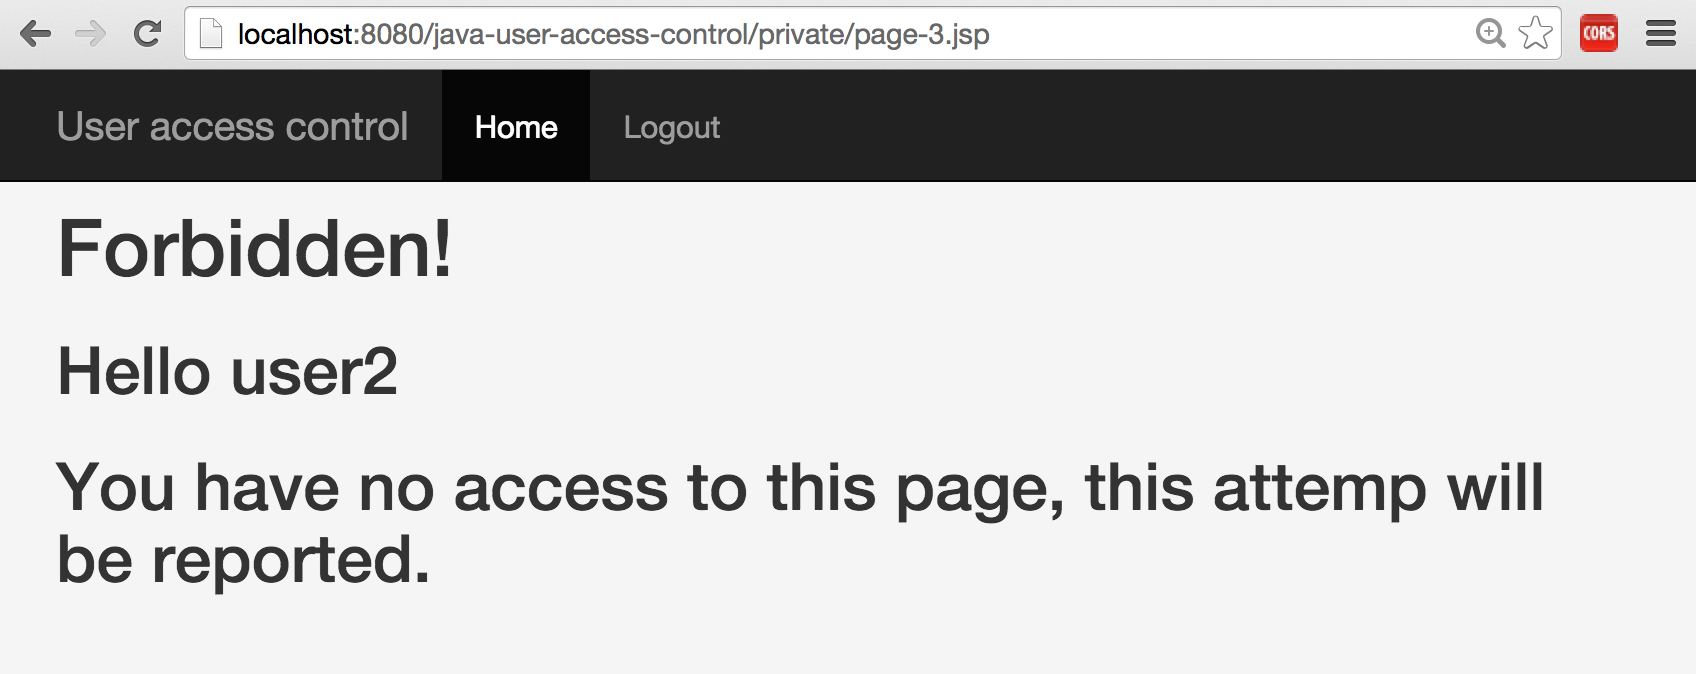 localhost:8080/java-user-access-control/private/page-3.jsp
CORS
User access control Home Logout
Forbidden!
Hello user2
You have no access to this page, this attemp will
be reported.